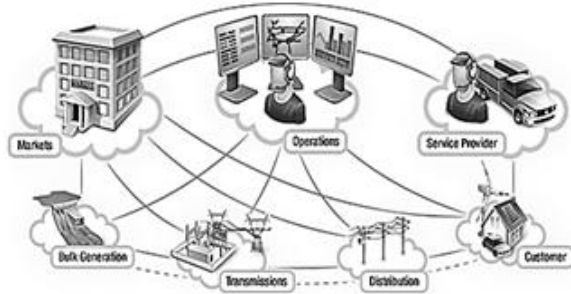 Markets
Operations
Service Provider
Bulk Generation
Transmissions
Distribution
Customer